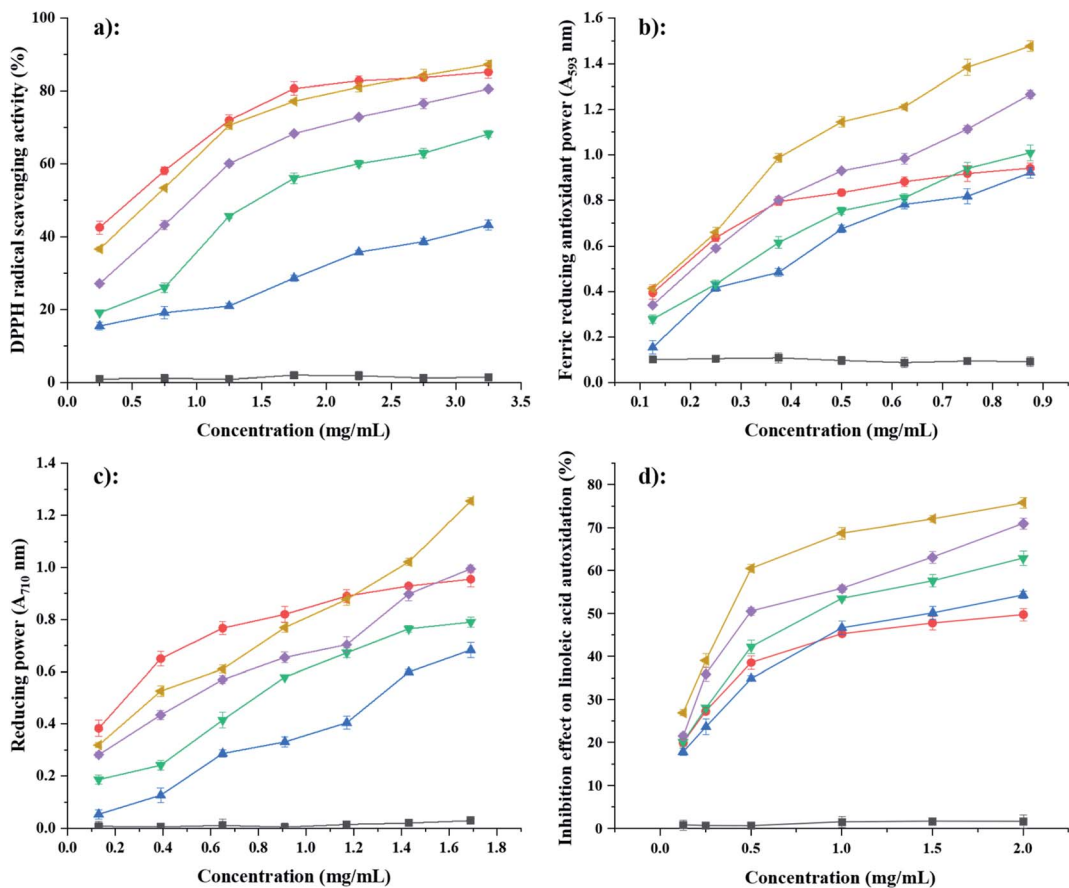 a):
DPPH radical scavenging activity (%)
100
80
60
40
20
0
0.0 0.5 1.0 1.5 2.0 2.5 3.0 3.5
Concentration (mg/mL)
b):
Ferric reducing antioxidant power (A593 nm)
1.6
1.4
1.2
1.0
0.8
0.6
0.4
0.2
0.0
0.1 0.2 0.3 0.4 0.5 0.6 0.7 0.8 0.9
Concentration (mg/mL)
c):
Reducing power (A710 nm)
1.4
1.2
1.0
0.8
0.6
0.4
0.2
0.0
0.0 0.2 0.4 0.6 0.8 1.0 1.2 1.4 1.6 1.8
Concentration (mg/mL)
d):
Inhibition effect on linoleic acid autoxidation (%)
80
70
60
50
40
30
20
10
0
0.0 0.5 1.0 1.5 2.0
Concentration (mg/mL)